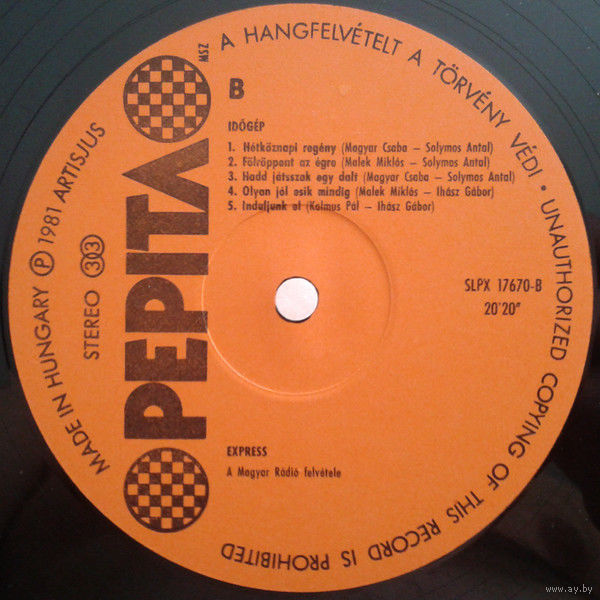 A HANGFELVÉTELT A TÖRVÉNY VÉDI • UNAUTHORIZED COPYING OF THIS RECORD IS PROHIBITED
MADE IN HUNGARY Ⓟ 1981 ARTISJUS
STEREO 33
PEPITA
MSZ
B
IDŐGÉP
1. Hétköznapi regény (Magyar Csaba – Solymos Antal)
2. Fölröppent az égre (Malek Miklós – Solymos Antal)
3. Hadd játsszak egy dalt (Magyar Csaba – Solymos Antal)
4. Olyan jól esik mindig (Malek Miklós – Ihász Gábor)
5. Induljunk el (Kalmus Pál – Ihász Gábor)
SLPX 17670-B
20'20"
EXPRESS
A Magyar Rádió felvétele
www.ay.by